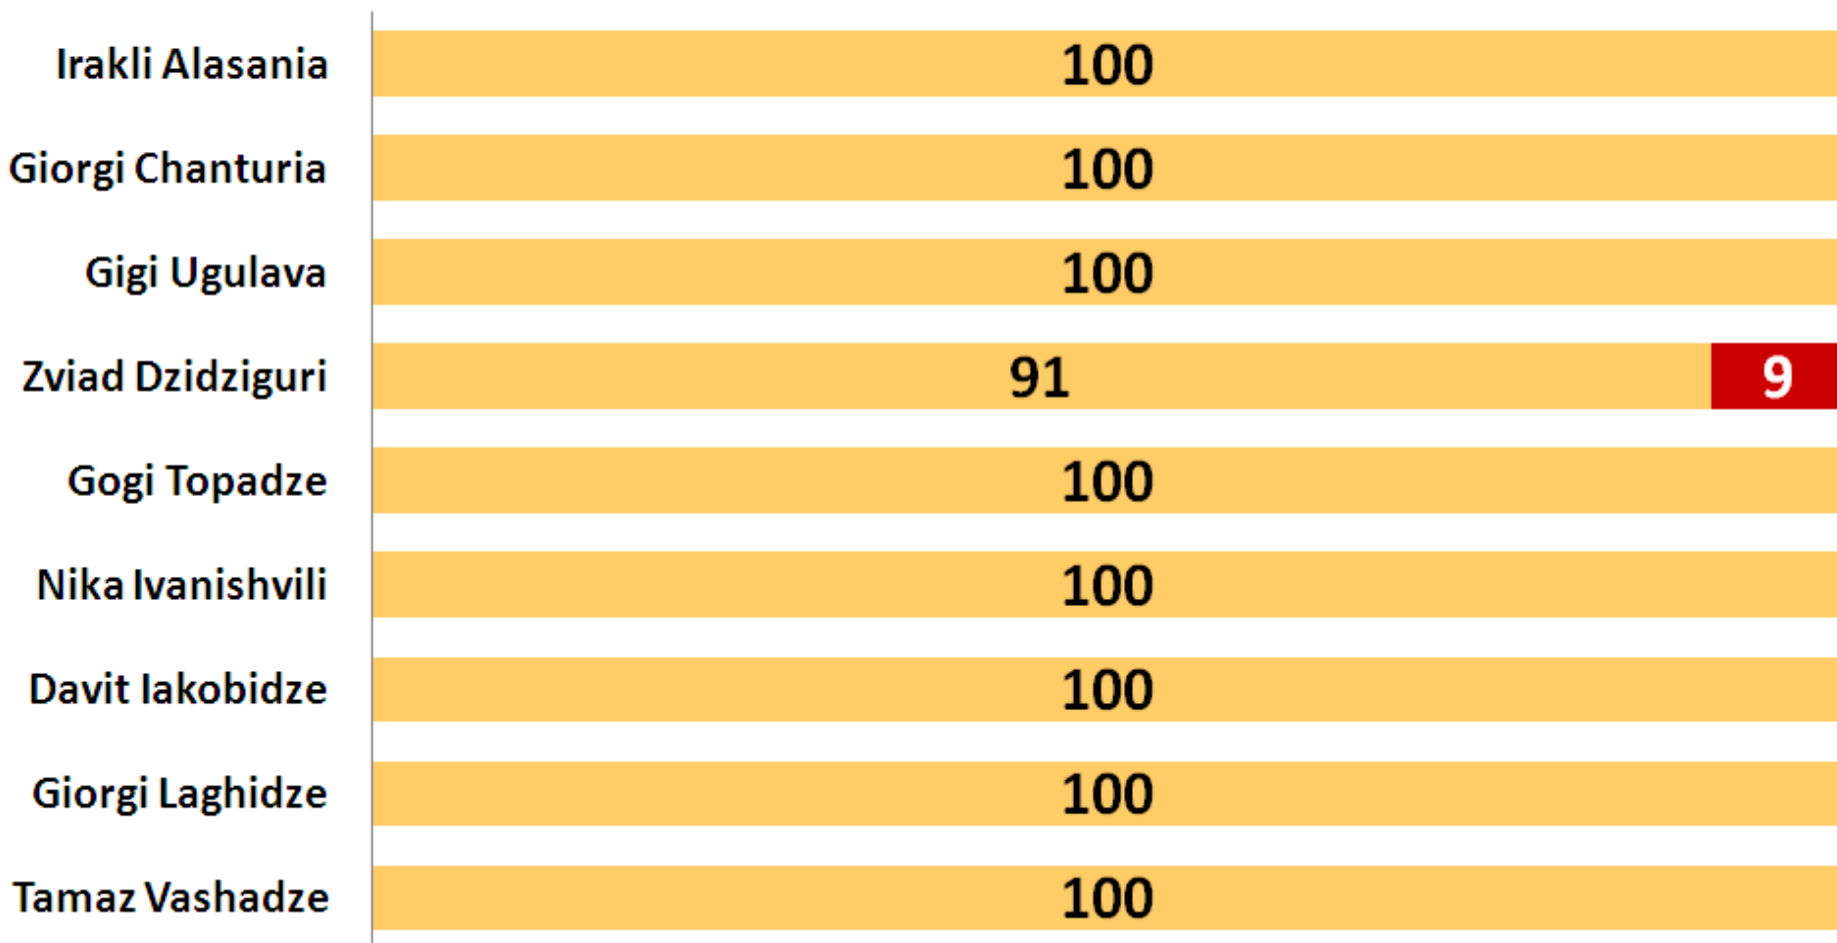 Irakli Alasania 100
Giorgi Chanturia 100
Gigi Ugulava 100
Zviad Dzidziguri 91 9
Gogi Topadze 100
Nika Ivanishvili 100
Davit Iakobidze 100
Giorgi Laghidze 100
Tamaz Vashadze 100